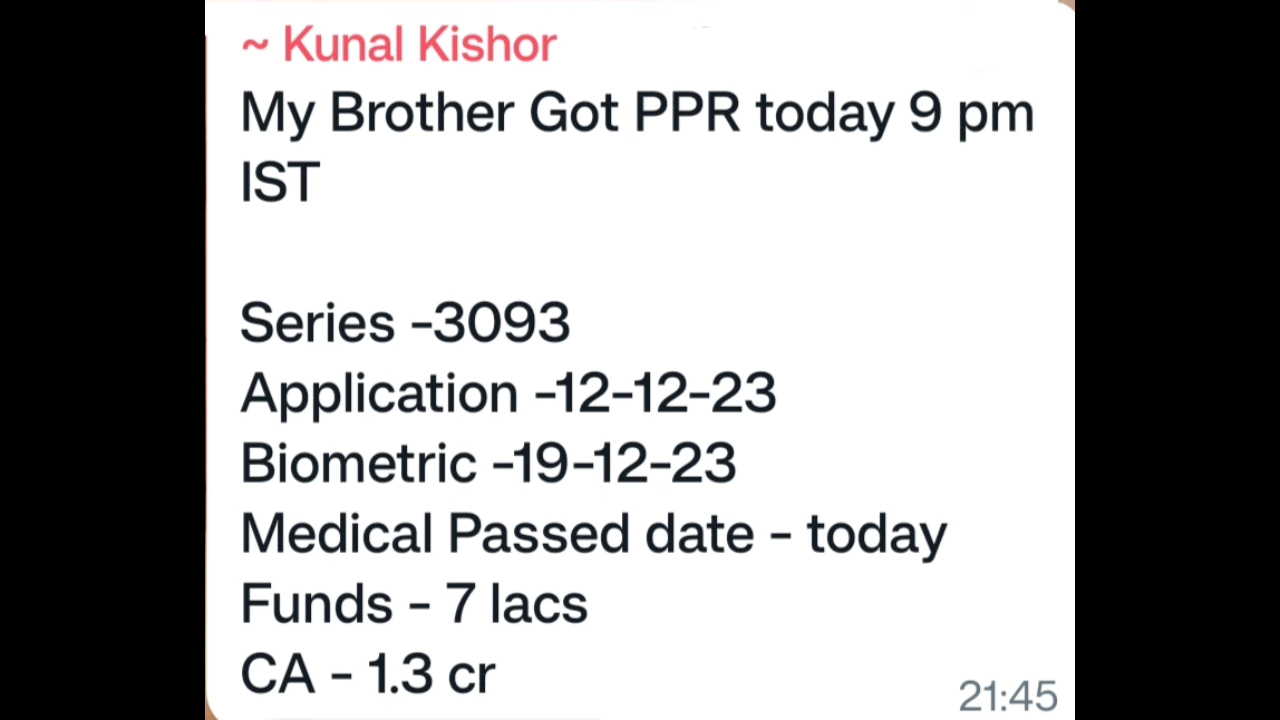 ~ Kunal Kishor
My Brother Got PPR today 9 pm
IST
Series -3093
Application -12-12-23
Biometric -19-12-23
Medical Passed date - today
Funds - 7 lacs
CA - 1.3 cr
21:45